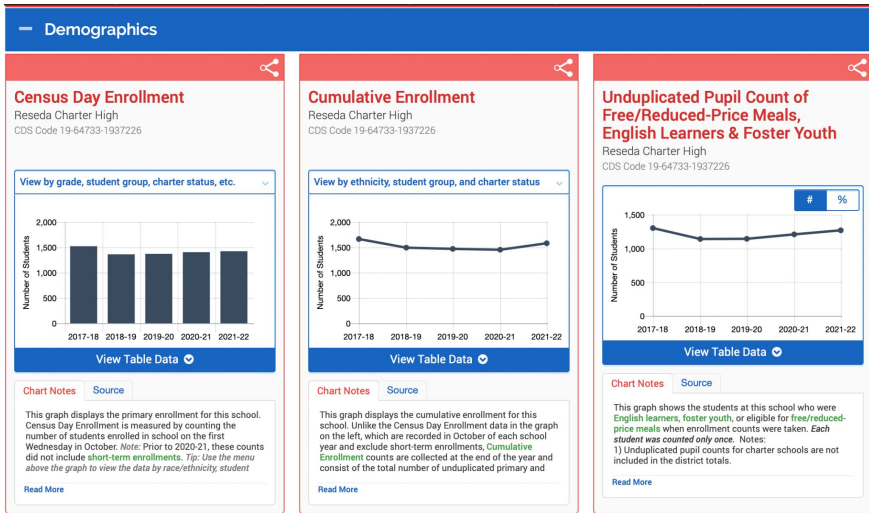 Demographics
Census Day Enrollment
Reseda Charter High
CDS Code 19-64733-1937226
View by grade, student group, charter status, etc.
Number of Students
2,000
1,500
1,000
500
0
2017-18 2018-19 2019-20 2020-21 2021-22
View Table Data
Chart Notes Source
This graph displays the primary enrollment for this school.
Census Day Enrollment is measured by counting the
number of students enrolled in school on the first
Wednesday in October. Note: Prior to 2020-21, these counts
did not include short-term enrollments. Tip: Use the menu
above the graph to view the data by race/ethnicity, student
Read More
Cumulative Enrollment
Reseda Charter High
CDS Code 19-64733-1937226
View by ethnicity, student group, and charter status
Number of Students
2,000
1,500
1,000
500
0
2017-18 2018-19 2019-20 2020-21 2021-22
View Table Data
Chart Notes Source
This graph displays the cumulative enrollment for this
school. Unlike the Census Day Enrollment data in the graph
on the left, which are recorded in October of each school
year and exclude short-term enrollments, Cumulative
Enrollment counts are collected at the end of the year and
consist of the total number of unduplicated primary and
Read More
Unduplicated Pupil Count of
Free/Reduced-Price Meals,
English Learners & Foster Youth
Reseda Charter High
CDS Code 19-64733-1937226
# %
Number of Students
1,500
1,000
500
0
2017-18 2018-19 2019-20 2020-21 2021-22
View Table Data
Chart Notes Source
This graph shows the students at this school who were
English learners, foster youth, or eligible for free/reduced-
price meals when enrollment counts were taken. Each
student was counted only once. Notes:
1) Unduplicated pupil counts for charter schools are not
included in the district totals.
Read More